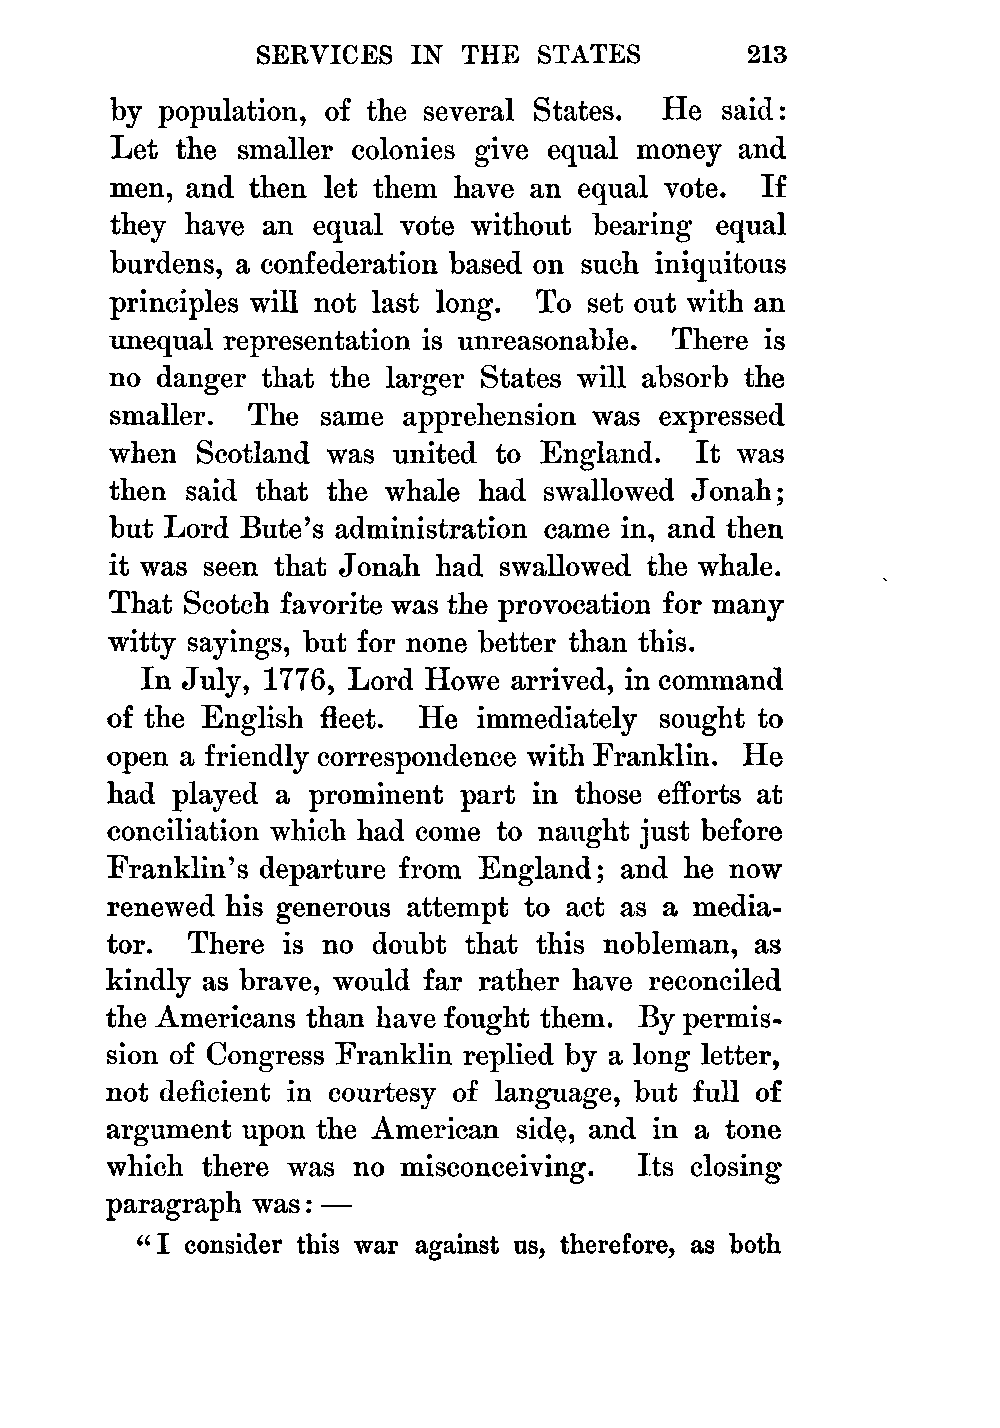 SERVICES IN THE STATES 213
by population, of the several States. He said:
Let the smaller colonies give equal money and
men, and then let them have an equal vote. If
they have an equal vote without bearing equal
burdens, a confederation based on such iniquitous
principles will not last long. To set out with an
unequal representation is unreasonable. There is
no danger that the larger States will absorb the
smaller. The same apprehension was expressed
when Scotland was united to England. It was
then said that the whale had swallowed Jonah;
but Lord Bute's administration came in, and then
it was seen that Jonah had swallowed the whale.
That Scotch favorite was the provocation for many
witty sayings, but for none better than this.
In July, 1776, Lord Howe arrived, in command
of the English fleet. He immediately sought to
open a friendly correspondence with Franklin. He
had played a prominent part in those efforts at
conciliation which had come to naught just before
Franklin's departure from England; and he now
renewed his generous attempt to act as a media-
tor. There is no doubt that this nobleman, as
kindly as brave, would far rather have reconciled
the Americans than have fought them. By permis-
sion of Congress Franklin replied by a long letter,
not deficient in courtesy of language, but full of
argument upon the American side, and in a tone
which there was no misconceiving. Its closing
paragraph was: —
"I consider this war against us, therefore, as both